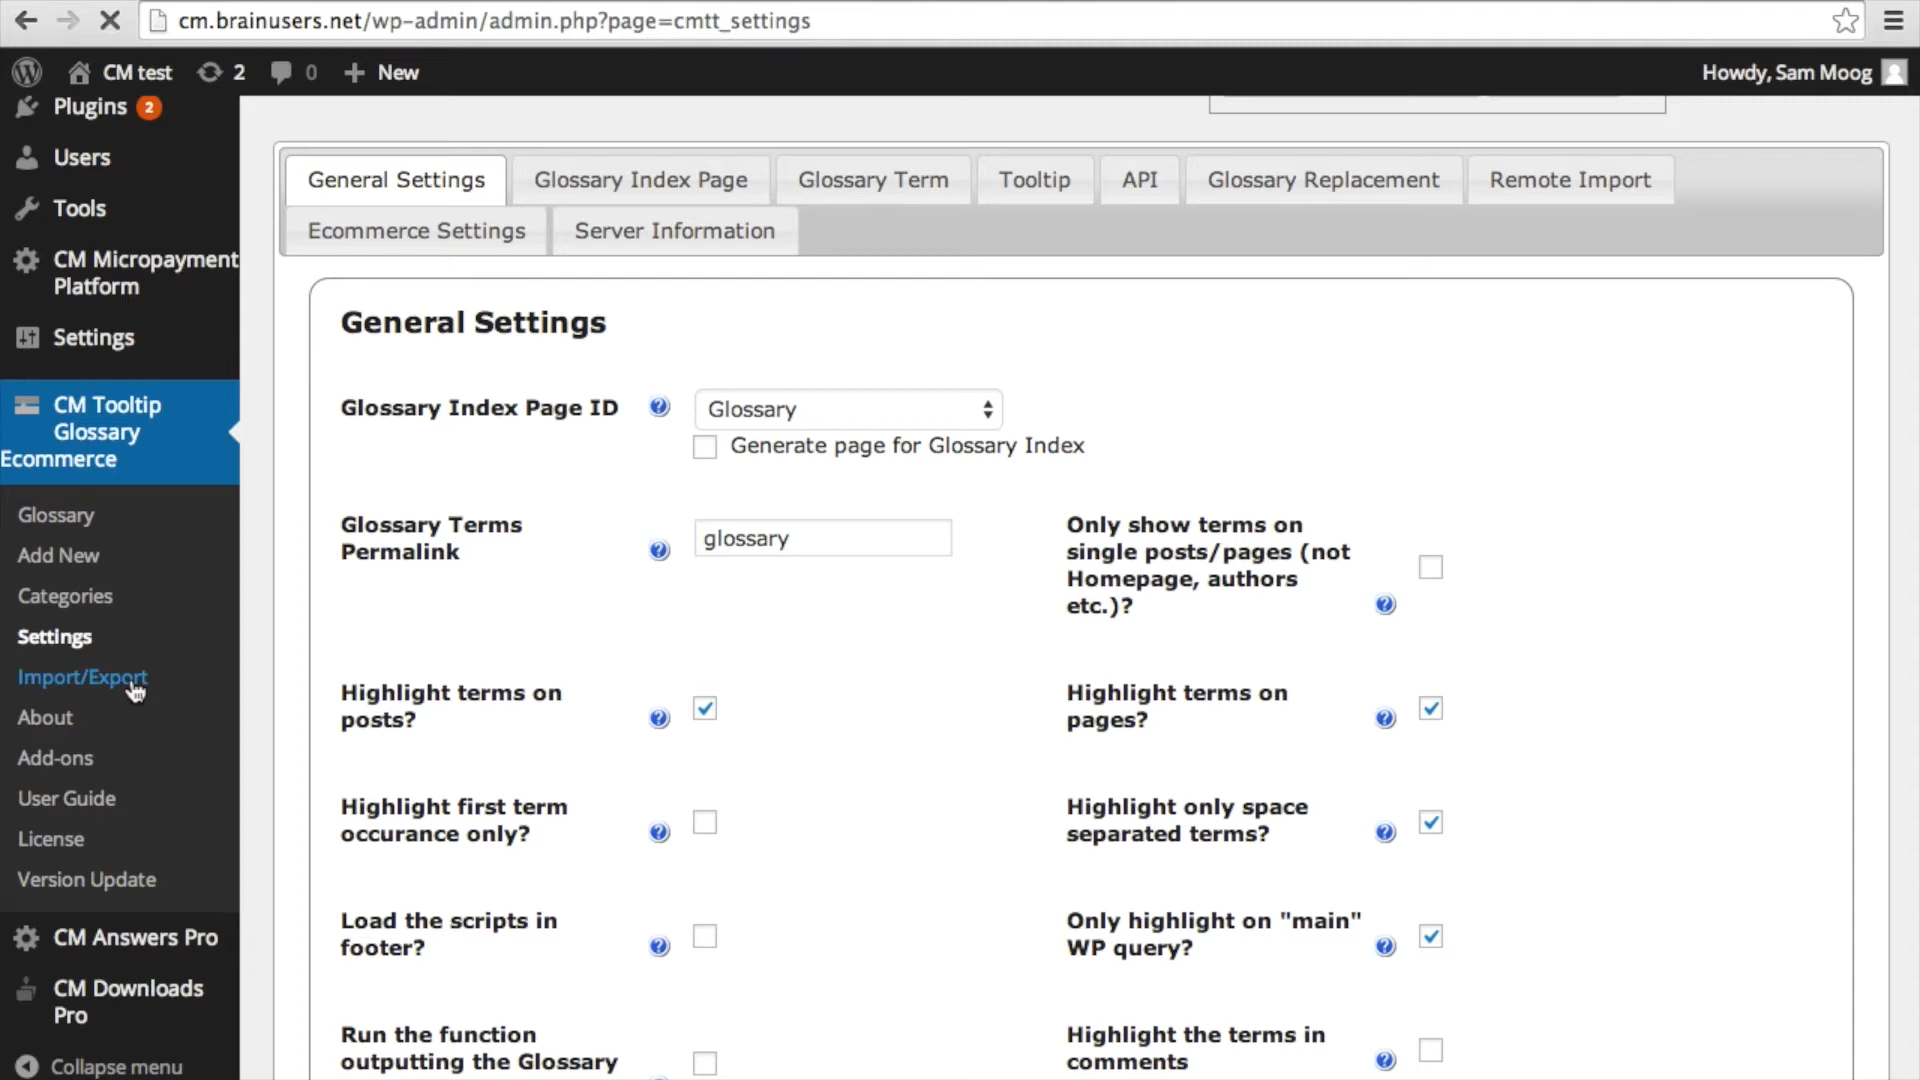 cm.brainusers.net/wp-admin/admin.php?page=cmtt_settings
CM test 2 0 New Howdy, Sam Moog
Plugins 2
Users
Tools
CM Micropayment
Platform
Settings
CM Tooltip
Glossary
Ecommerce
Glossary
Add New
Categories
Settings
Import/Export
About
Add-ons
User Guide
License
Version Update
CM Answers Pro
CM Downloads
Pro
Collapse menu
General Settings Glossary Index Page Glossary Term Tooltip API Glossary Replacement Remote Import
Ecommerce Settings Server Information
General Settings
Glossary Index Page ID ? Glossary
Generate page for Glossary Index
Glossary Terms
Permalink ? glossary
Only show terms on
single posts/pages (not
Homepage, authors
etc.)? ?
Highlight terms on
posts? ?
Highlight terms on
pages? ?
Highlight first term
occurance only? ?
Highlight only space
separated terms? ?
Load the scripts in
footer? ?
Only highlight on "main"
WP query? ?
Run the function
outputting the Glossary
Highlight the terms in
comments ?